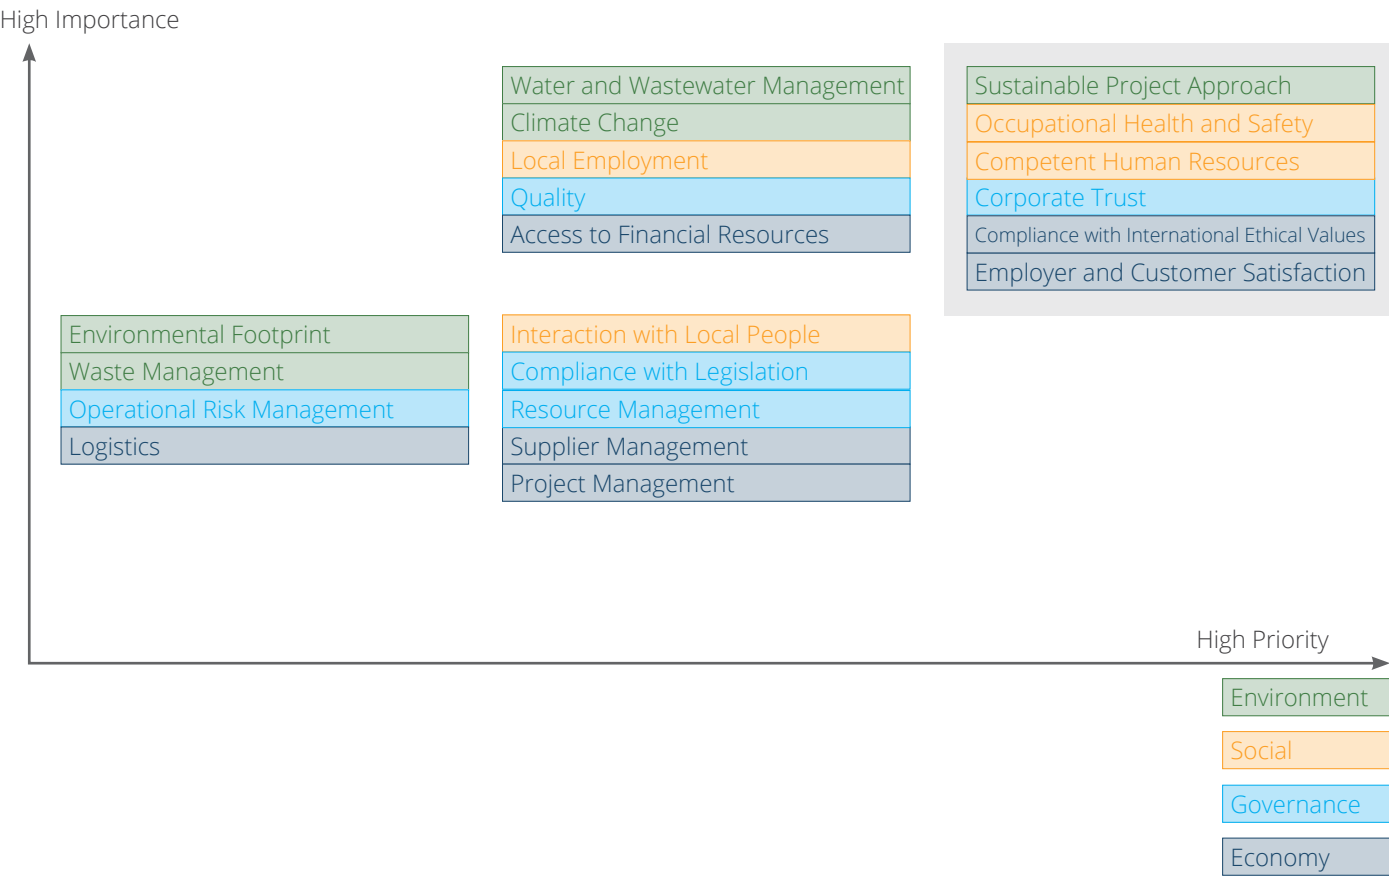 High Importance
Water and Wastewater Management
Climate Change
Local Employment
Quality
Access to Financial Resources
Sustainable Project Approach
Occupational Health and Safety
Competent Human Resources
Corporate Trust
Compliance with International Ethical Values
Employer and Customer Satisfaction
Environmental Footprint
Waste Management
Operational Risk Management
Logistics
Interaction with Local People
Compliance with Legislation
Resource Management
Supplier Management
Project Management
High Priority
Environment
Social
Governance
Economy